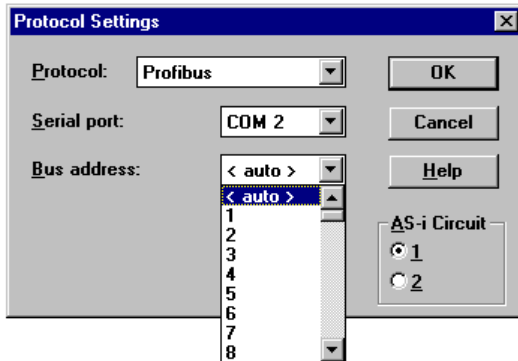 Protocol Settings
Protocol: Profibus OK
Serial port: COM 2 Cancel
Bus address: < auto > Help
< auto >
1
2
3
4
5
6
7
8
AS-i Circuit
1
2